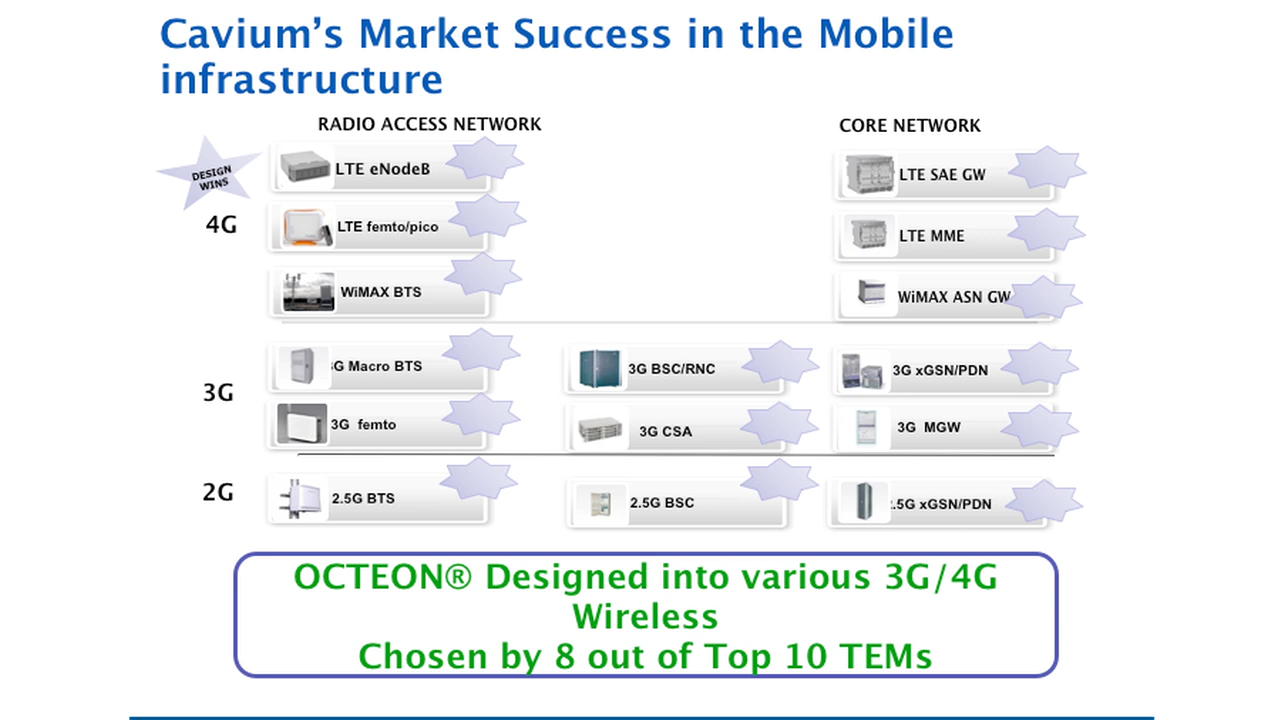 Cavium’s Market Success in the Mobile
infrastructure
RADIO ACCESS NETWORK
CORE NETWORK
DESIGN
WINS
4G
LTE eNodeB
LTE SAE GW
LTE femto/pico
LTE MME
WiMAX BTS
WiMAX ASN GW
3G
3G Macro BTS
3G BSC/RNC
3G xGSN/PDN
3G femto
3G CSA
3G MGW
2G
2.5G BTS
2.5G BSC
2.5G xGSN/PDN
OCTEON® Designed into various 3G/4G
Wireless
Chosen by 8 out of Top 10 TEMs